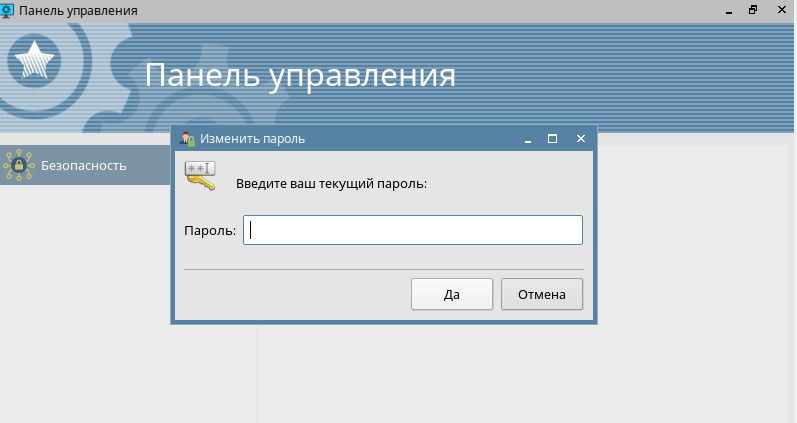 Панель управления
Панель управления
Изменить пароль
Безопасность
Введите ваш текущий пароль:
Пароль:
Да
Отмена